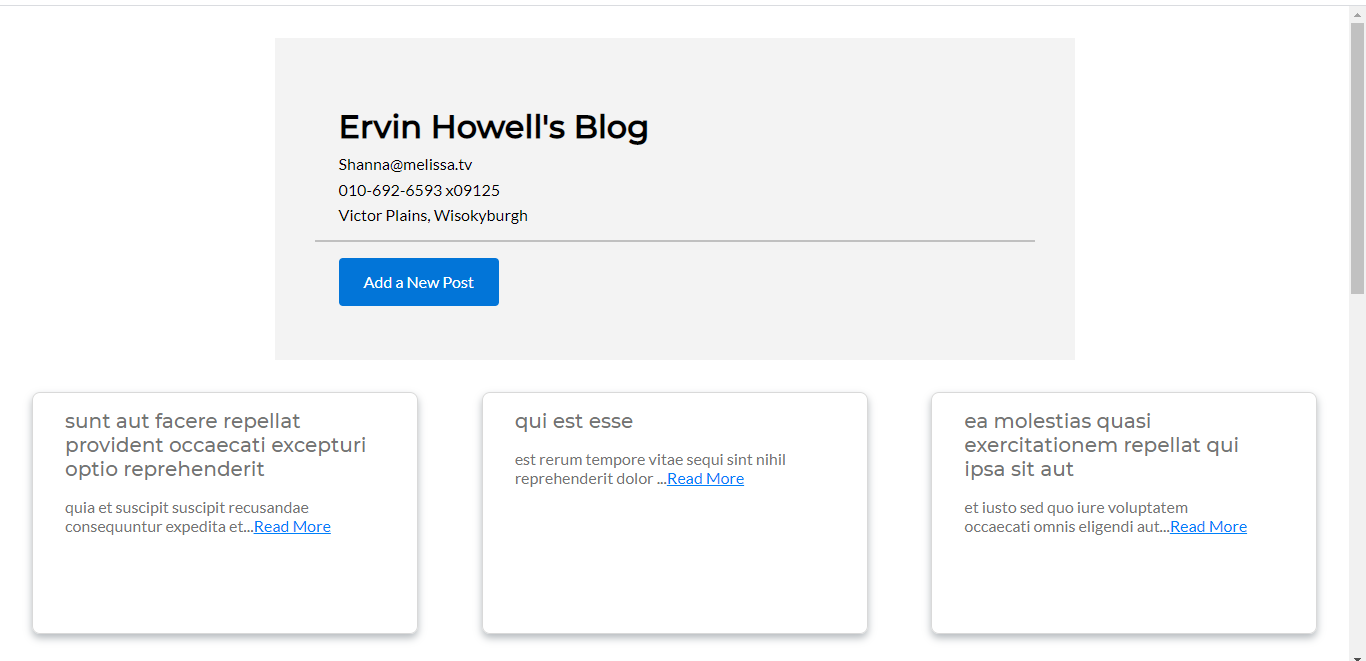 Ervin Howell's Blog
Shanna@melissa.tv
010-692-6593 x09125
Victor Plains, Wisokyburgh
Add a New Post
sunt aut facere repellat
provident occaecati excepturi
optio reprehenderit
quia et suscipit suscipit recusandae
consequuntur expedita et...Read More
qui est esse
est rerum tempore vitae sequi sint nihil
reprehenderit dolor ...Read More
ea molestias quasi
exercitationem repellat qui
ipsa sit aut
et iusto sed quo iure voluptatem
occaecati omnis eligendi aut...Read More